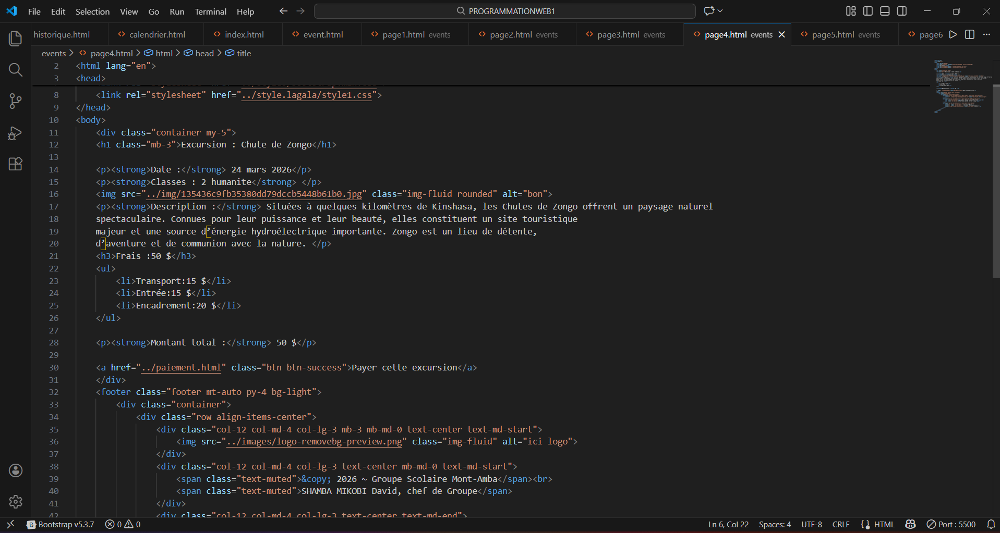 File Edit Selection View Go Run Terminal Help
PROGRAMMATIONWEB1
historique.html calendrier.html index.html event.html page1.html events page2.html events page3.html events page4.html events page5.html events page6
events page4.html html head title
2 <html lang="en">
3 <head>
8 <link rel="stylesheet" href="../style.lagala/style1.css">
9 </head>
10 <body>
11 <div class="container my-5">
12 <h1 class="mb-3">Excursion : Chute de Zongo</h1>
13
14 <p><strong>Date :</strong> 24 mars 2026</p>
15 <p><strong>Classes : 2 humanite</strong> </p>
16 <img src="../img/135436c9fb35380dd79dccb5448b61b0.jpg" class="img-fluid rounded" alt="bon">
17 <p><strong>Description :</strong> Situées à quelques kilomètres de Kinshasa, les Chutes de Zongo offrent un paysage naturel
18 spectaculaire. Connues pour leur puissance et leur beauté, elles constituent un site touristique
19 majeur et une source d’énergie hydroélectrique importante. Zongo est un lieu de détente,
20 d’aventure et de communion avec la nature. </p>
21 <h3>Frais :50 $</h3>
22 <ul>
23 <li>Transport:15 $</li>
24 <li>Entrée:15 $</li>
25 <li>Encadrement:20 $</li>
26 </ul>
27
28 <p><strong>Montant total :</strong> 50 $</p>
29
30 <a href="../paiement.html" class="btn btn-success">Payer cette excursion</a>
31 </div>
32 <footer class="footer mt-auto py-4 bg-light">
33 <div class="container">
34 <div class="row align-items-center">
35 <div class="col-12 col-md-4 col-lg-3 mb-3 mb-md-0 text-center text-md-start">
36 <img src="../images/logo-removebg-preview.png" class="img-fluid" alt="ici logo">
37 </div>
38 <div class="col-12 col-md-4 col-lg-3 text-center mb-md-0 text-md-start">
39 <span class="text-muted">&copy; 2026 ~ Groupe Scolaire Mont-Amba</span><br>
40 <span class="text-muted">SHAMBA MIKOBI David, chef de Groupe</span>
41 </div>
42 <div class="col-12 col-md-4 col-lg-3 text-center text-md-end">
Bootstrap v5.3.7 0 0 Ln 6, Col 22 Spaces: 4 UTF-8 CRLF HTML Port : 5500